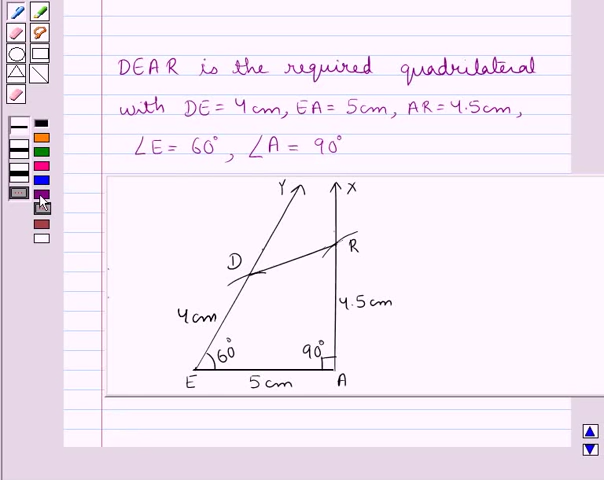 DEAR is the required quadrilateral
with DE = 4cm, EA = 5cm, AR = 4.5cm,
∠E = 60°, ∠A = 90°
Y X
D R
4cm 4.5cm
60° 90°
E 5cm A